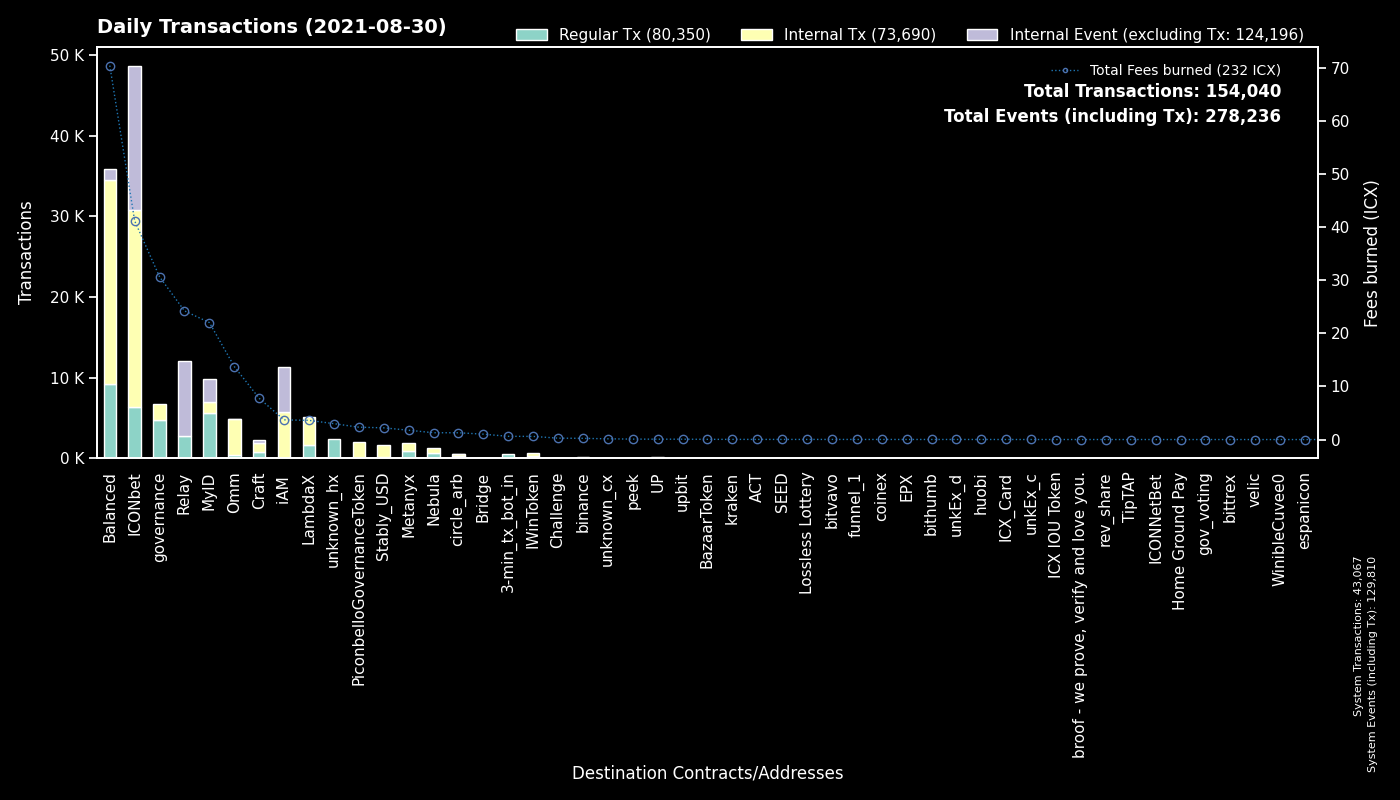 Daily Transactions (2021-08-30)
Regular Tx (80,350)
Internal Tx (73,690)
Internal Event (excluding Tx: 124,196)
Total Fees burned (232 ICX)
Total Transactions: 154,040
Total Events (including Tx): 278,236
Transactions
50 K
40 K
30 K
20 K
10 K
0 K
Fees burned (ICX)
70
60
50
40
30
20
10
0
Balanced
ICONbet
governance
Relay
MyID
Omm
Craft
iAM
LambdaX
unknown_hx
PiconbelloGovernanceToken
Stably_USD
Metanyx
Nebula
circle_arb
Bridge
3-min_tx_bot_in
IWinToken
Challenge
binance
unknown_cx
peek
UP
upbit
BazaarToken
kraken
ACT
SEED
Lossless Lottery
bitvavo
funnel_1
coinex
EPX
bithumb
unkEx_d
huobi
ICX_Card
unkEx_c
ICX IOU Token
broof - we prove, verify and love you.
rev_share
TipTAP
ICONNetBet
Home Ground Pay
gov_voting
bittrex
velic
WinibleCuvee0
espanicon
Destination Contracts/Addresses
System Transactions: 43,067
System Events (including Tx): 129,810